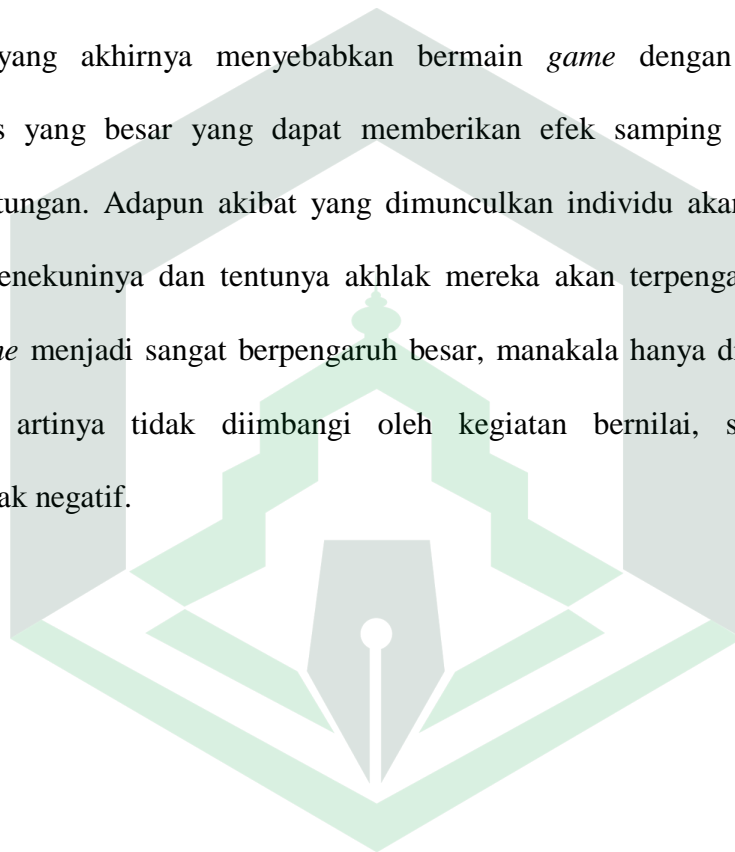 yang akhirnya menyebabkan bermain game dengan
s yang besar yang dapat memberikan efek samping
tungan. Adapun akibat yang dimunculkan individu akan
enekuninya dan tentunya akhlak mereka akan terpenga
ne menjadi sangat berpengaruh besar, manakala hanya di
artinya tidak diimbangi oleh kegiatan bernilai, s
ak negatif.